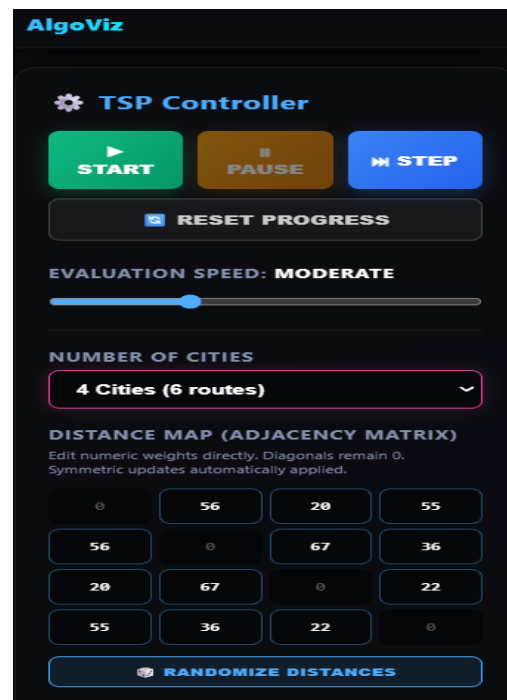 AlgoViz
TSP Controller
START
PAUSE
STEP
RESET PROGRESS
EVALUATION SPEED: MODERATE
NUMBER OF CITIES
4 Cities (6 routes)
DISTANCE MAP (ADJACENCY MATRIX)
Edit numeric weights directly. Diagonals remain 0.
Symmetric updates automatically applied.
0 56 20 55
56 0 67 36
20 67 0 22
55 36 22 0
RANDOMIZE DISTANCES